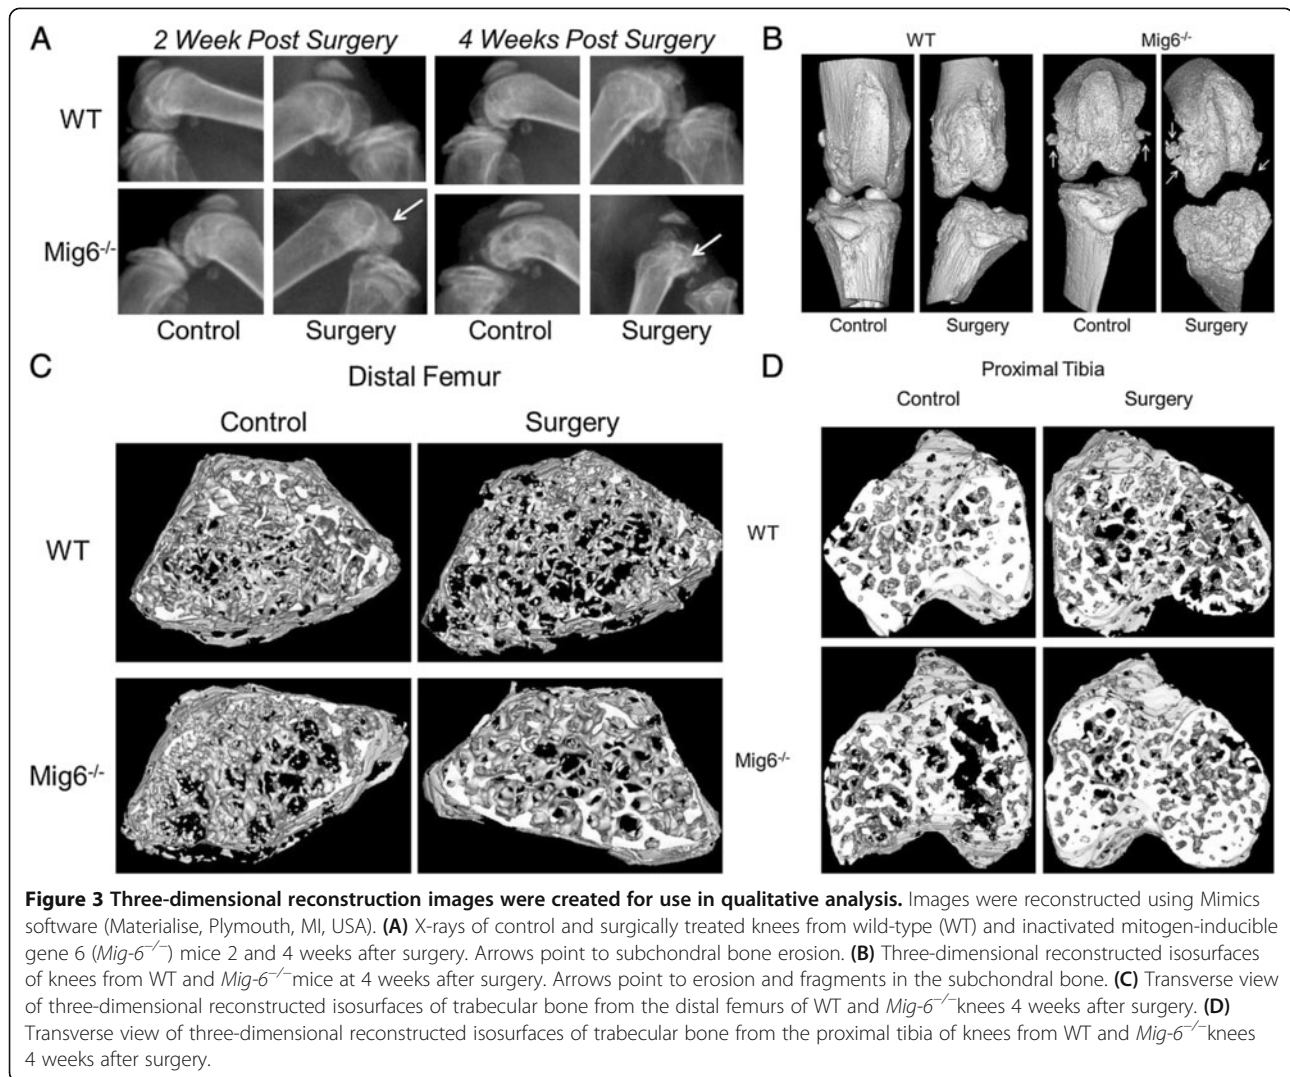 A
2 Week Post Surgery
4 Weeks Post Surgery
WT
Mig6-/-
Control
Surgery
Control
Surgery
B
WT
Mig6-/-
Control
Surgery
Control
Surgery
C
Distal Femur
Control
Surgery
WT
Mig6-/-
D
Proximal Tibia
Control
Surgery
WT
Mig6-/-
Figure 3 Three-dimensional reconstruction images were created for use in qualitative analysis. Images were reconstructed using Mimics
software (Materialise, Plymouth, MI, USA). (A) X-rays of control and surgically treated knees from wild-type (WT) and inactivated mitogen-inducible
gene 6 (Mig-6−/−) mice 2 and 4 weeks after surgery. Arrows point to subchondral bone erosion. (B) Three-dimensional reconstructed isosurfaces
of knees from WT and Mig-6−/−mice at 4 weeks after surgery. Arrows point to erosion and fragments in the subchondral bone. (C) Transverse view
of three-dimensional reconstructed isosurfaces of trabecular bone from the distal femurs of WT and Mig-6−/−knees 4 weeks after surgery. (D)
Transverse view of three-dimensional reconstructed isosurfaces of trabecular bone from the proximal tibia of knees from WT and Mig-6−/−knees
4 weeks after surgery.